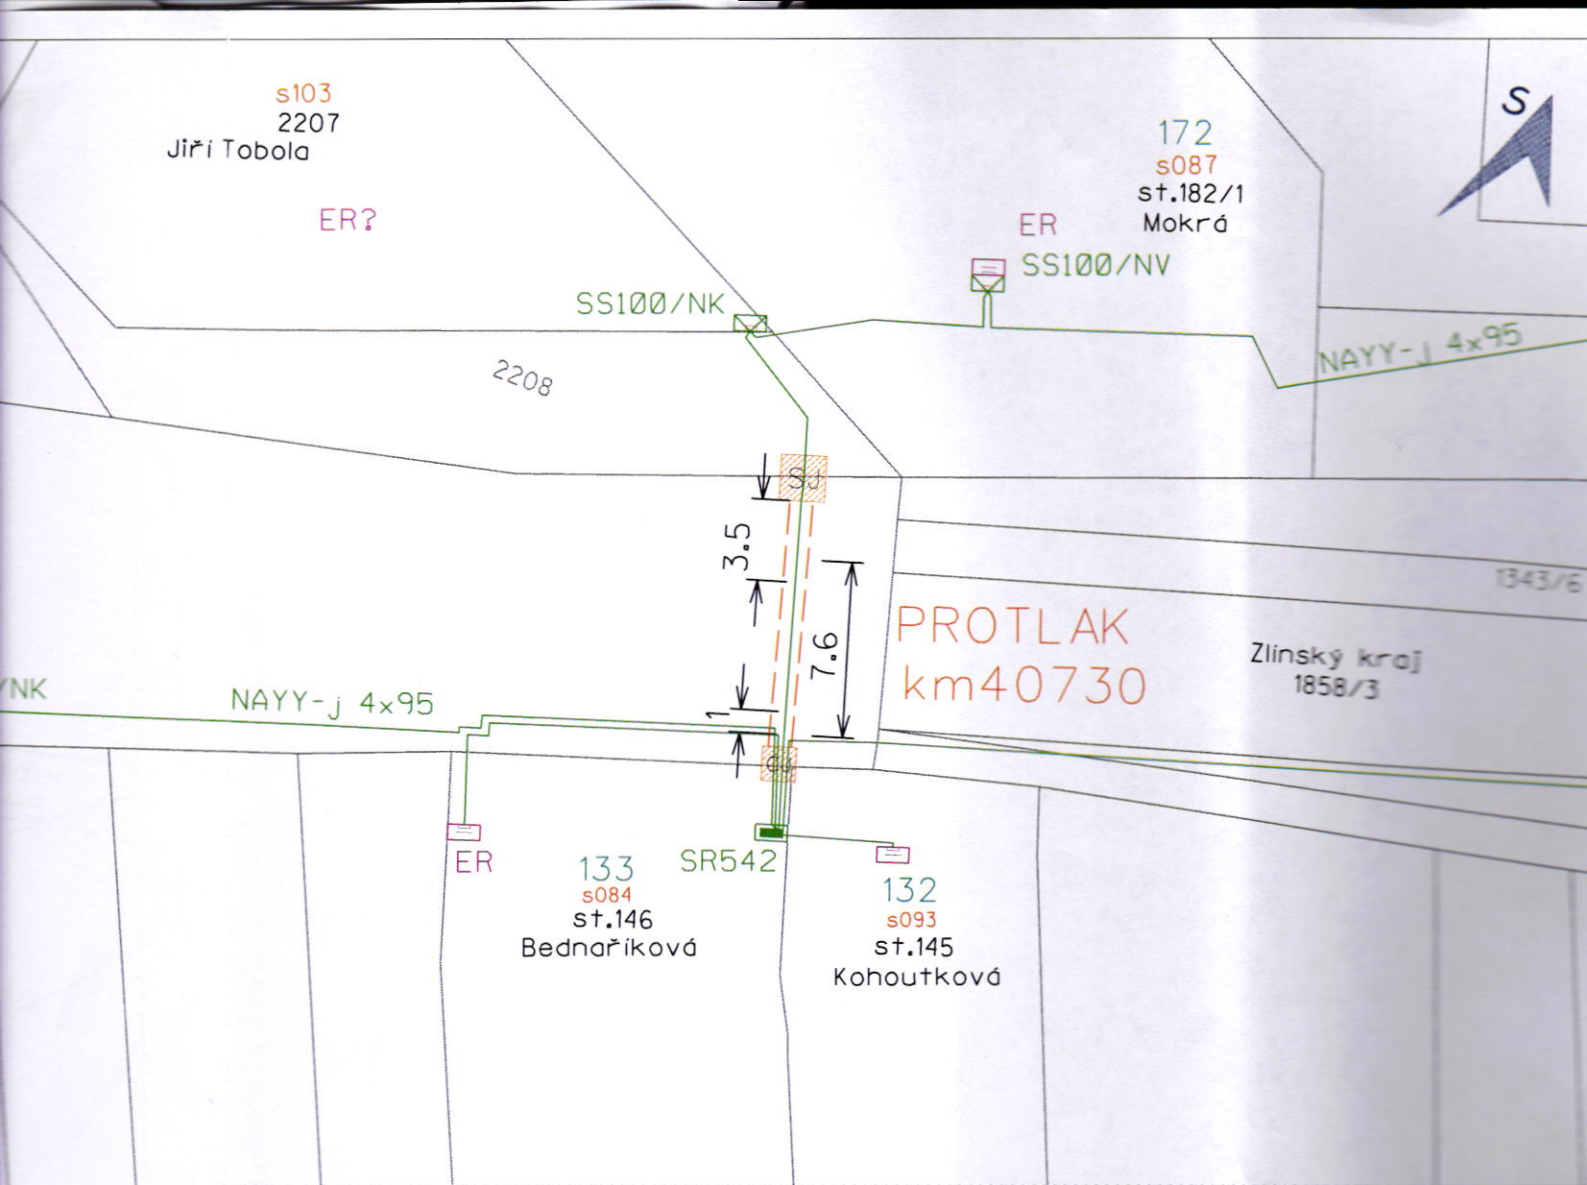 s103
2207
Jiří Tobola
ER?
172
s087
st.182/1
Mokrá
S
ER
SS100/NV
SS100/NK
NAYY-j 4x95
2208
SJ
3.5
1343/6
PROTLAK
km40730
7.6
Zlínský kraj
1858/3
/NK
NAYY-j 4x95
1
ER
133
s084
st.146
Bednaříková
SR542
132
s093
st.145
Kohoutková